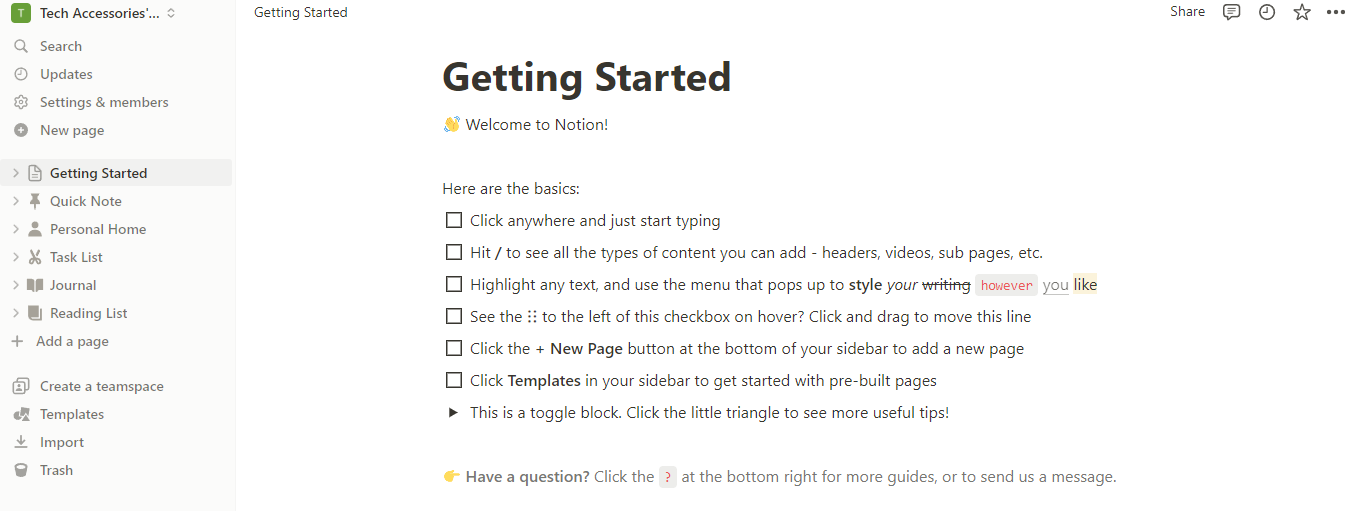 T Tech Accessories'...
Search
Updates
Settings & members
New page
Getting Started
Quick Note
Personal Home
Task List
Journal
Reading List
Add a page
Create a teamspace
Templates
Import
Trash
Getting Started
Share
Getting Started
👋 Welcome to Notion!
Here are the basics:
Click anywhere and just start typing
Hit / to see all the types of content you can add - headers, videos, sub pages, etc.
Highlight any text, and use the menu that pops up to style your writing however you like
See the ⋮⋮ to the left of this checkbox on hover? Click and drag to move this line
Click the + New Page button at the bottom of your sidebar to add a new page
Click Templates in your sidebar to get started with pre-built pages
This is a toggle block. Click the little triangle to see more useful tips!
👉 Have a question? Click the ? at the bottom right for more guides, or to send us a message.